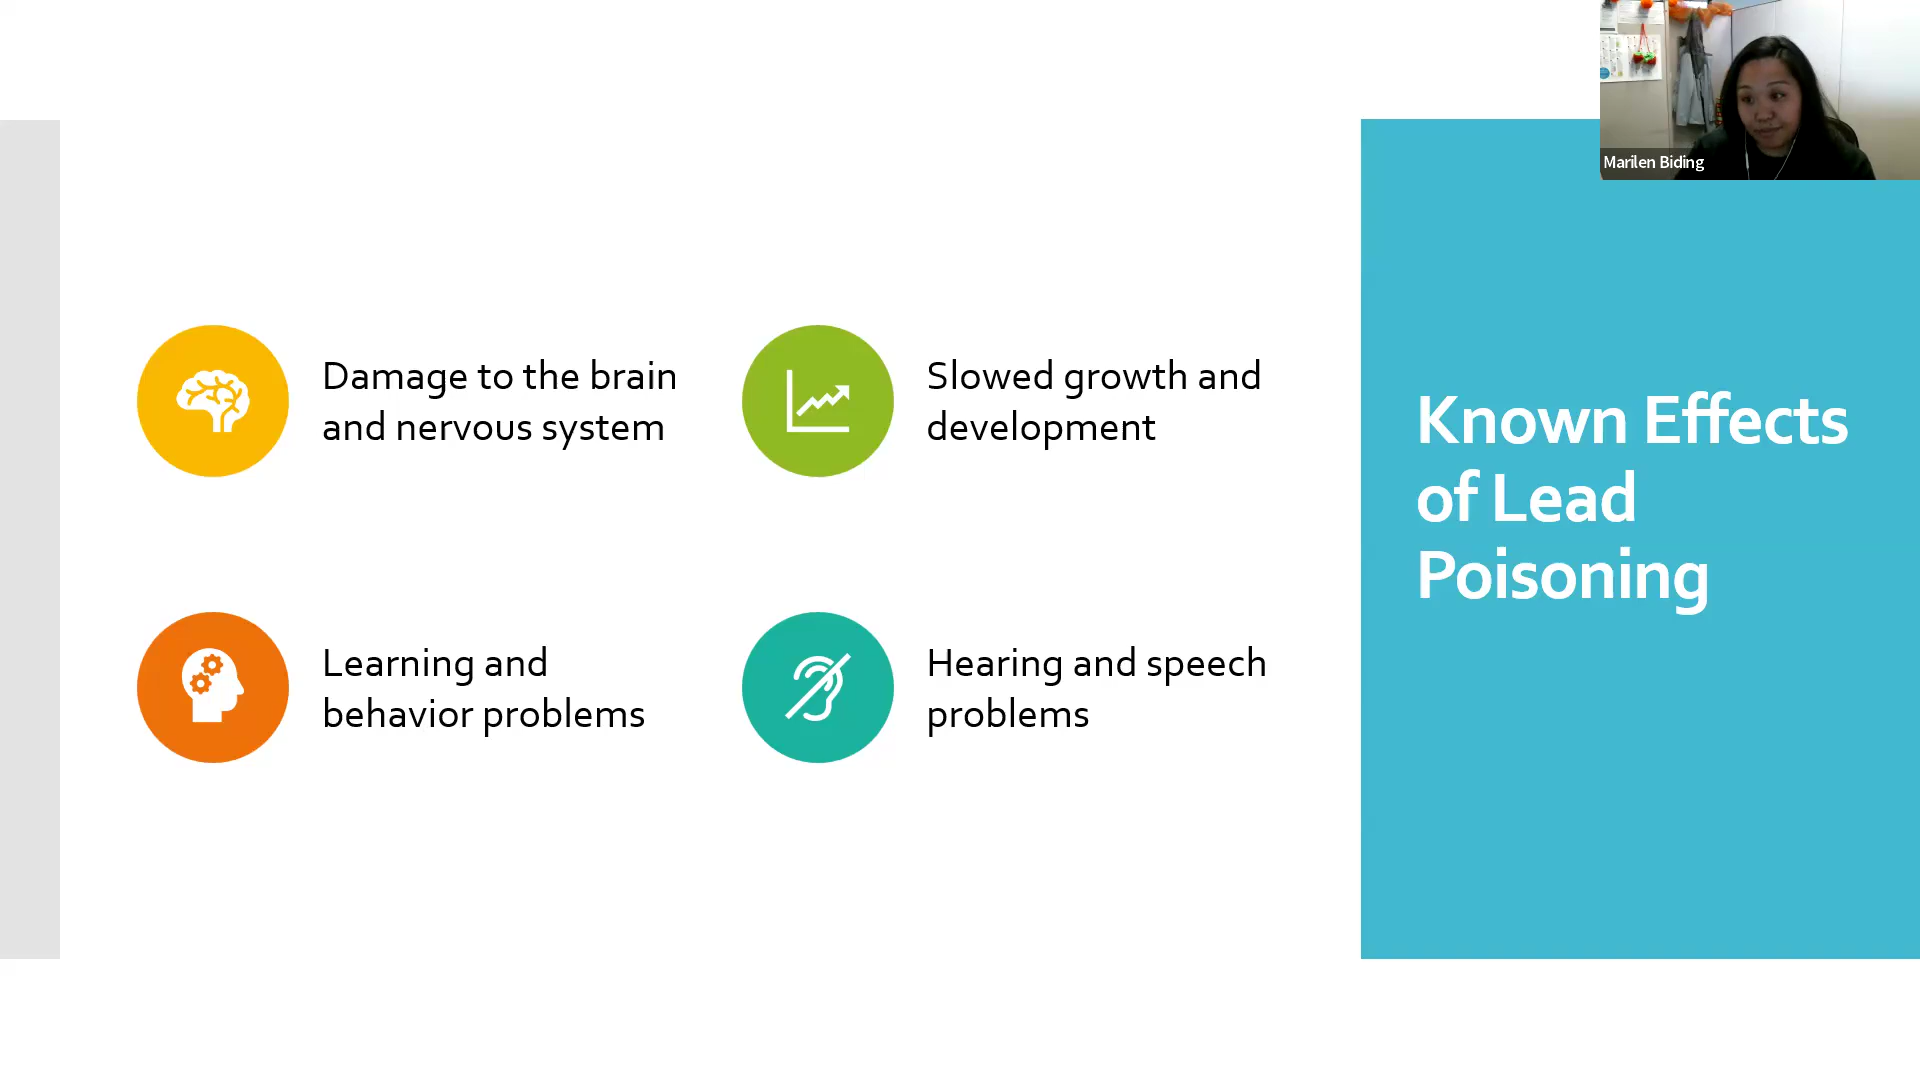 Marilen Biding
Damage to the brain
and nervous system
Slowed growth and
development
Learning and
behavior problems
Hearing and speech
problems
Known Effects
of Lead
Poisoning